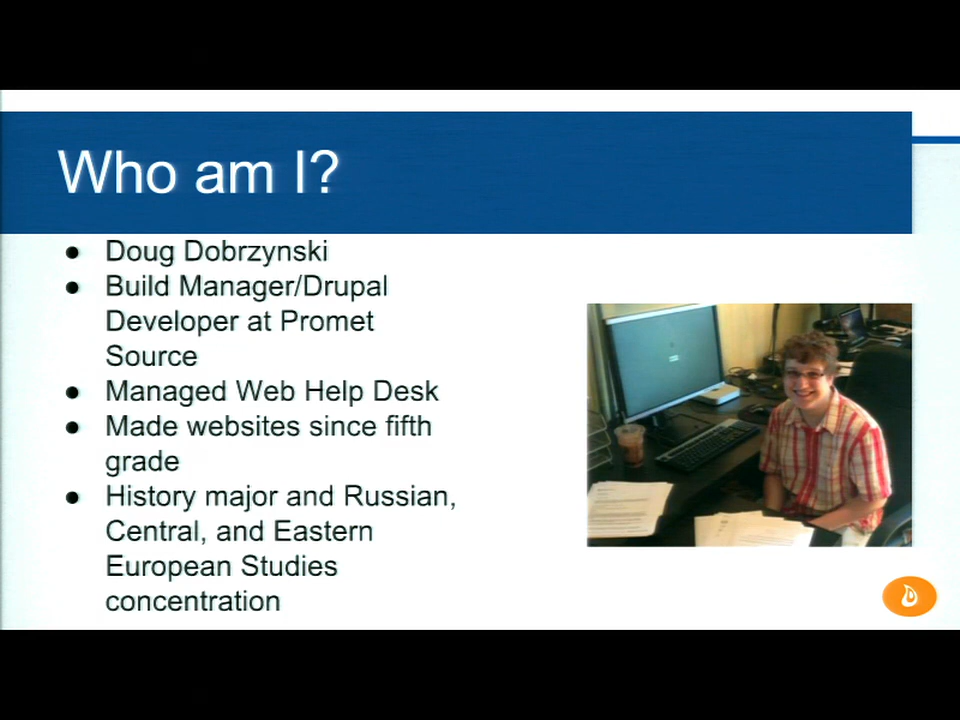 Who am I?
● Doug Dobrzynski
● Build Manager/Drupal
Developer at Promet
Source
● Managed Web Help Desk
● Made websites since fifth
grade
● History major and Russian,
Central, and Eastern
European Studies
concentration